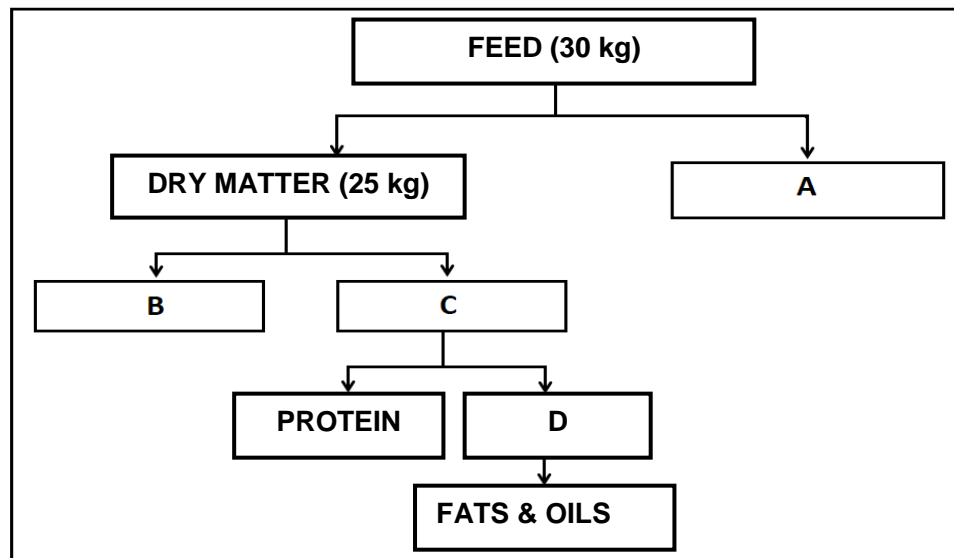 FEED (30 kg)
DRY MATTER (25 kg)
A
B
C
PROTEIN
D
FATS & OILS